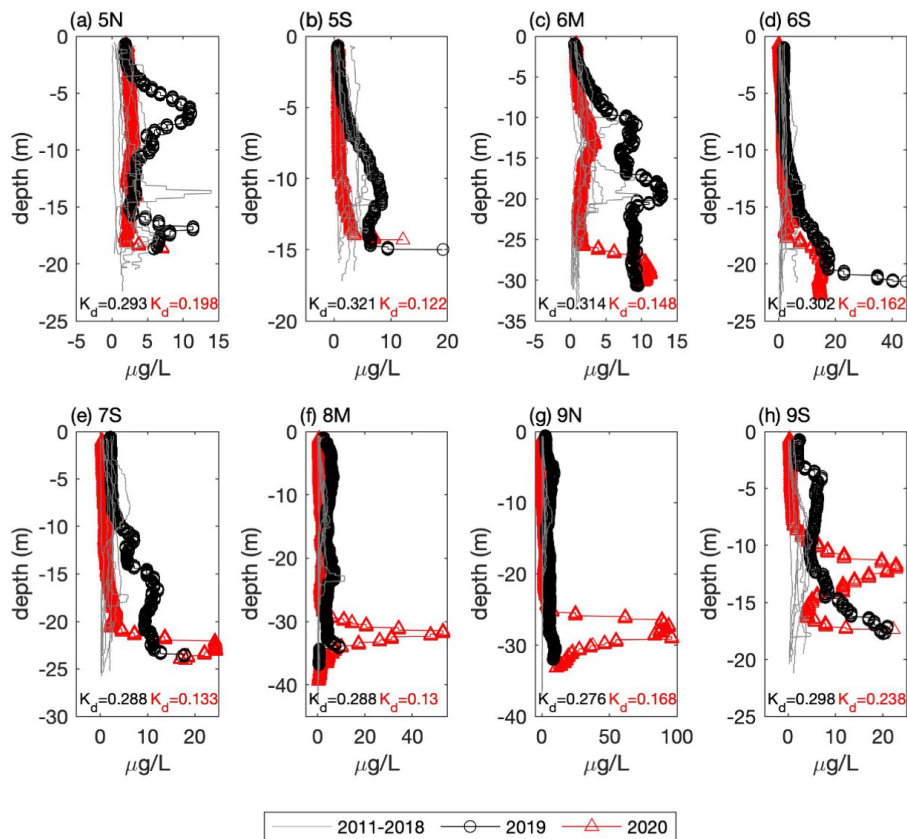 (a) 5N
(b) 5S
(c) 6M
(d) 6S
0
-5
-10
-15
-20
-25
depth (m)
-5 0 5 10 15
K_d=0.293 K_d=0.198
μg/L
0
-5
-10
-15
-20
depth (m)
0 5 10 15 20
K_d=0.321 K_d=0.122
μg/L
0
-5
-10
-15
-20
-25
-30
-35
depth (m)
-5 0 5 10 15
K_d=0.314 K_d=0.148
μg/L
0
-5
-10
-15
-20
-25
-30
depth (m)
0 20 40
K_d=0.302 K_d=0.162
μg/L
(e) 7S
(f) 8M
(g) 9N
(h) 9S
0
-5
-10
-15
-20
-25
-30
depth (m)
0 10 20
K_d=0.288 K_d=0.133
μg/L
0
-10
-20
-30
-40
depth (m)
0 10 20 30 40 50
K_d=0.288 K_d=0.13
μg/L
0
-10
-20
-30
-40
depth (m)
0 50 100
K_d=0.276 K_d=0.168
μg/L
0
-5
-10
-15
-20
-25
depth (m)
0 10 20
K_d=0.298 K_d=0.238
μg/L
2011-2018 2019 2020